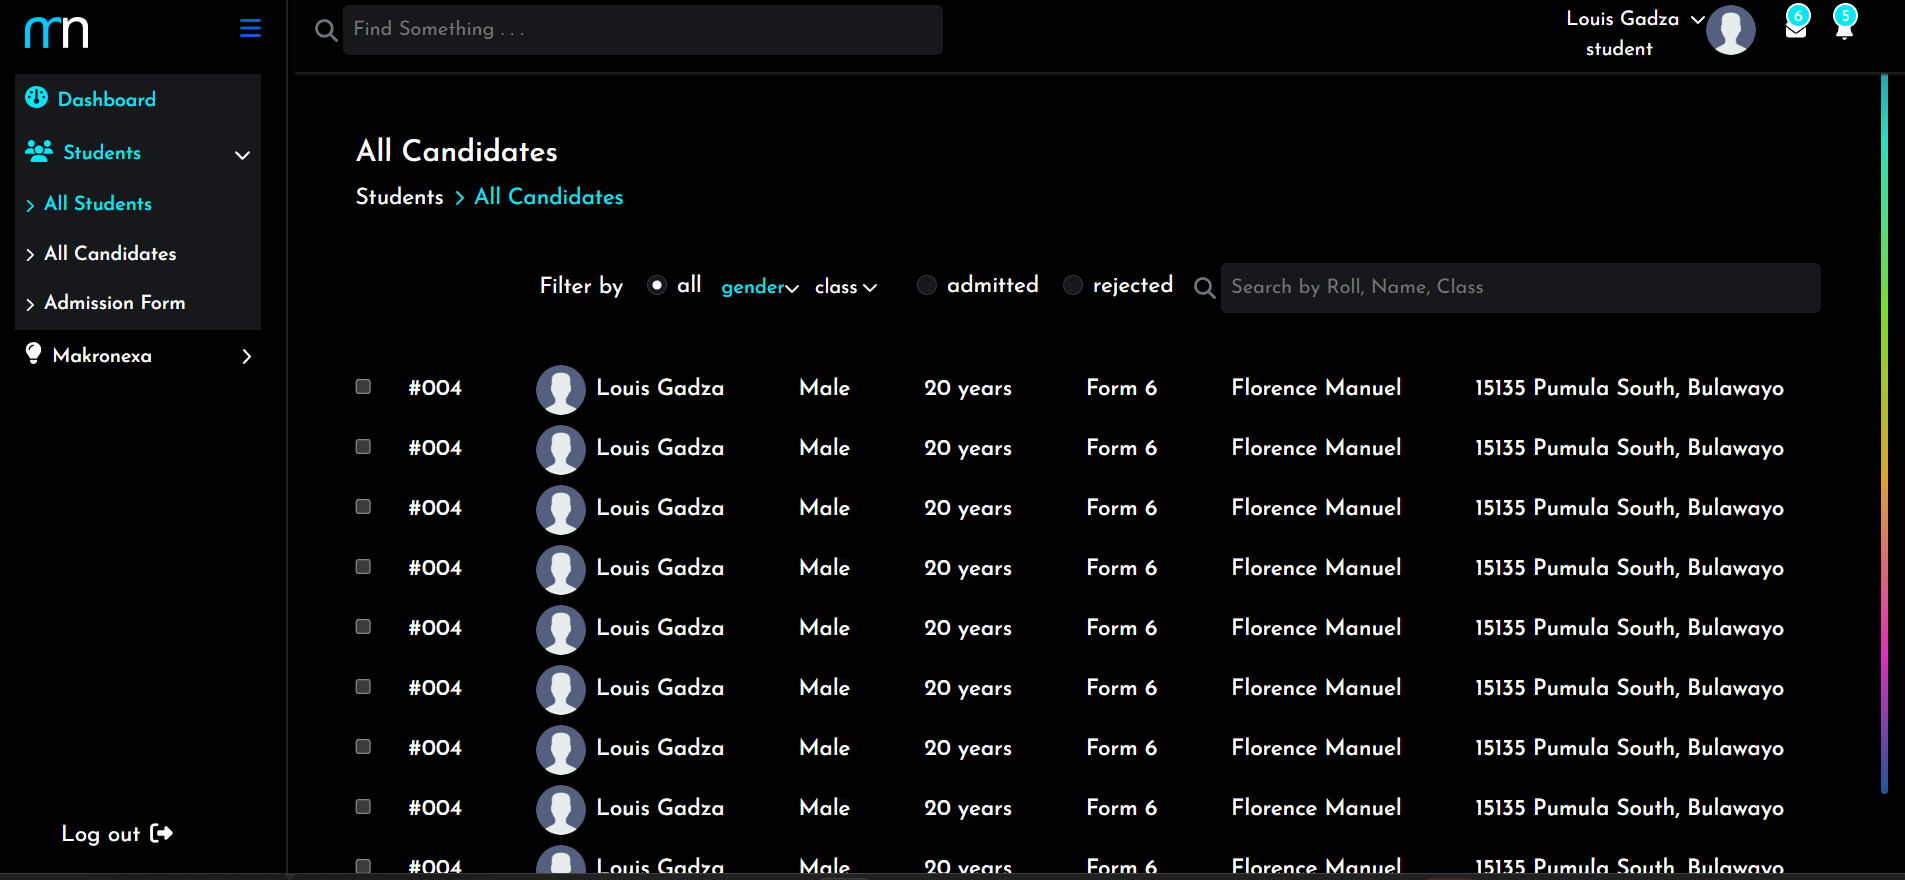 mn
Find Something . . .
Louis Gadza
student
6
5
Dashboard
Students
All Students
All Candidates
Admission Form
Makronexa
Log out
All Candidates
Students > All Candidates
Filter by all gender class admitted rejected Search by Roll, Name, Class
#004 Louis Gadza Male 20 years Form 6 Florence Manuel 15135 Pumula South, Bulawayo
#004 Louis Gadza Male 20 years Form 6 Florence Manuel 15135 Pumula South, Bulawayo
#004 Louis Gadza Male 20 years Form 6 Florence Manuel 15135 Pumula South, Bulawayo
#004 Louis Gadza Male 20 years Form 6 Florence Manuel 15135 Pumula South, Bulawayo
#004 Louis Gadza Male 20 years Form 6 Florence Manuel 15135 Pumula South, Bulawayo
#004 Louis Gadza Male 20 years Form 6 Florence Manuel 15135 Pumula South, Bulawayo
#004 Louis Gadza Male 20 years Form 6 Florence Manuel 15135 Pumula South, Bulawayo
#004 Louis Gadza Male 20 years Form 6 Florence Manuel 15135 Pumula South, Bulawayo
#004 Louis Gadza Male 20 years Form 6 Florence Manuel 15135 Pumula South, Bulawayo